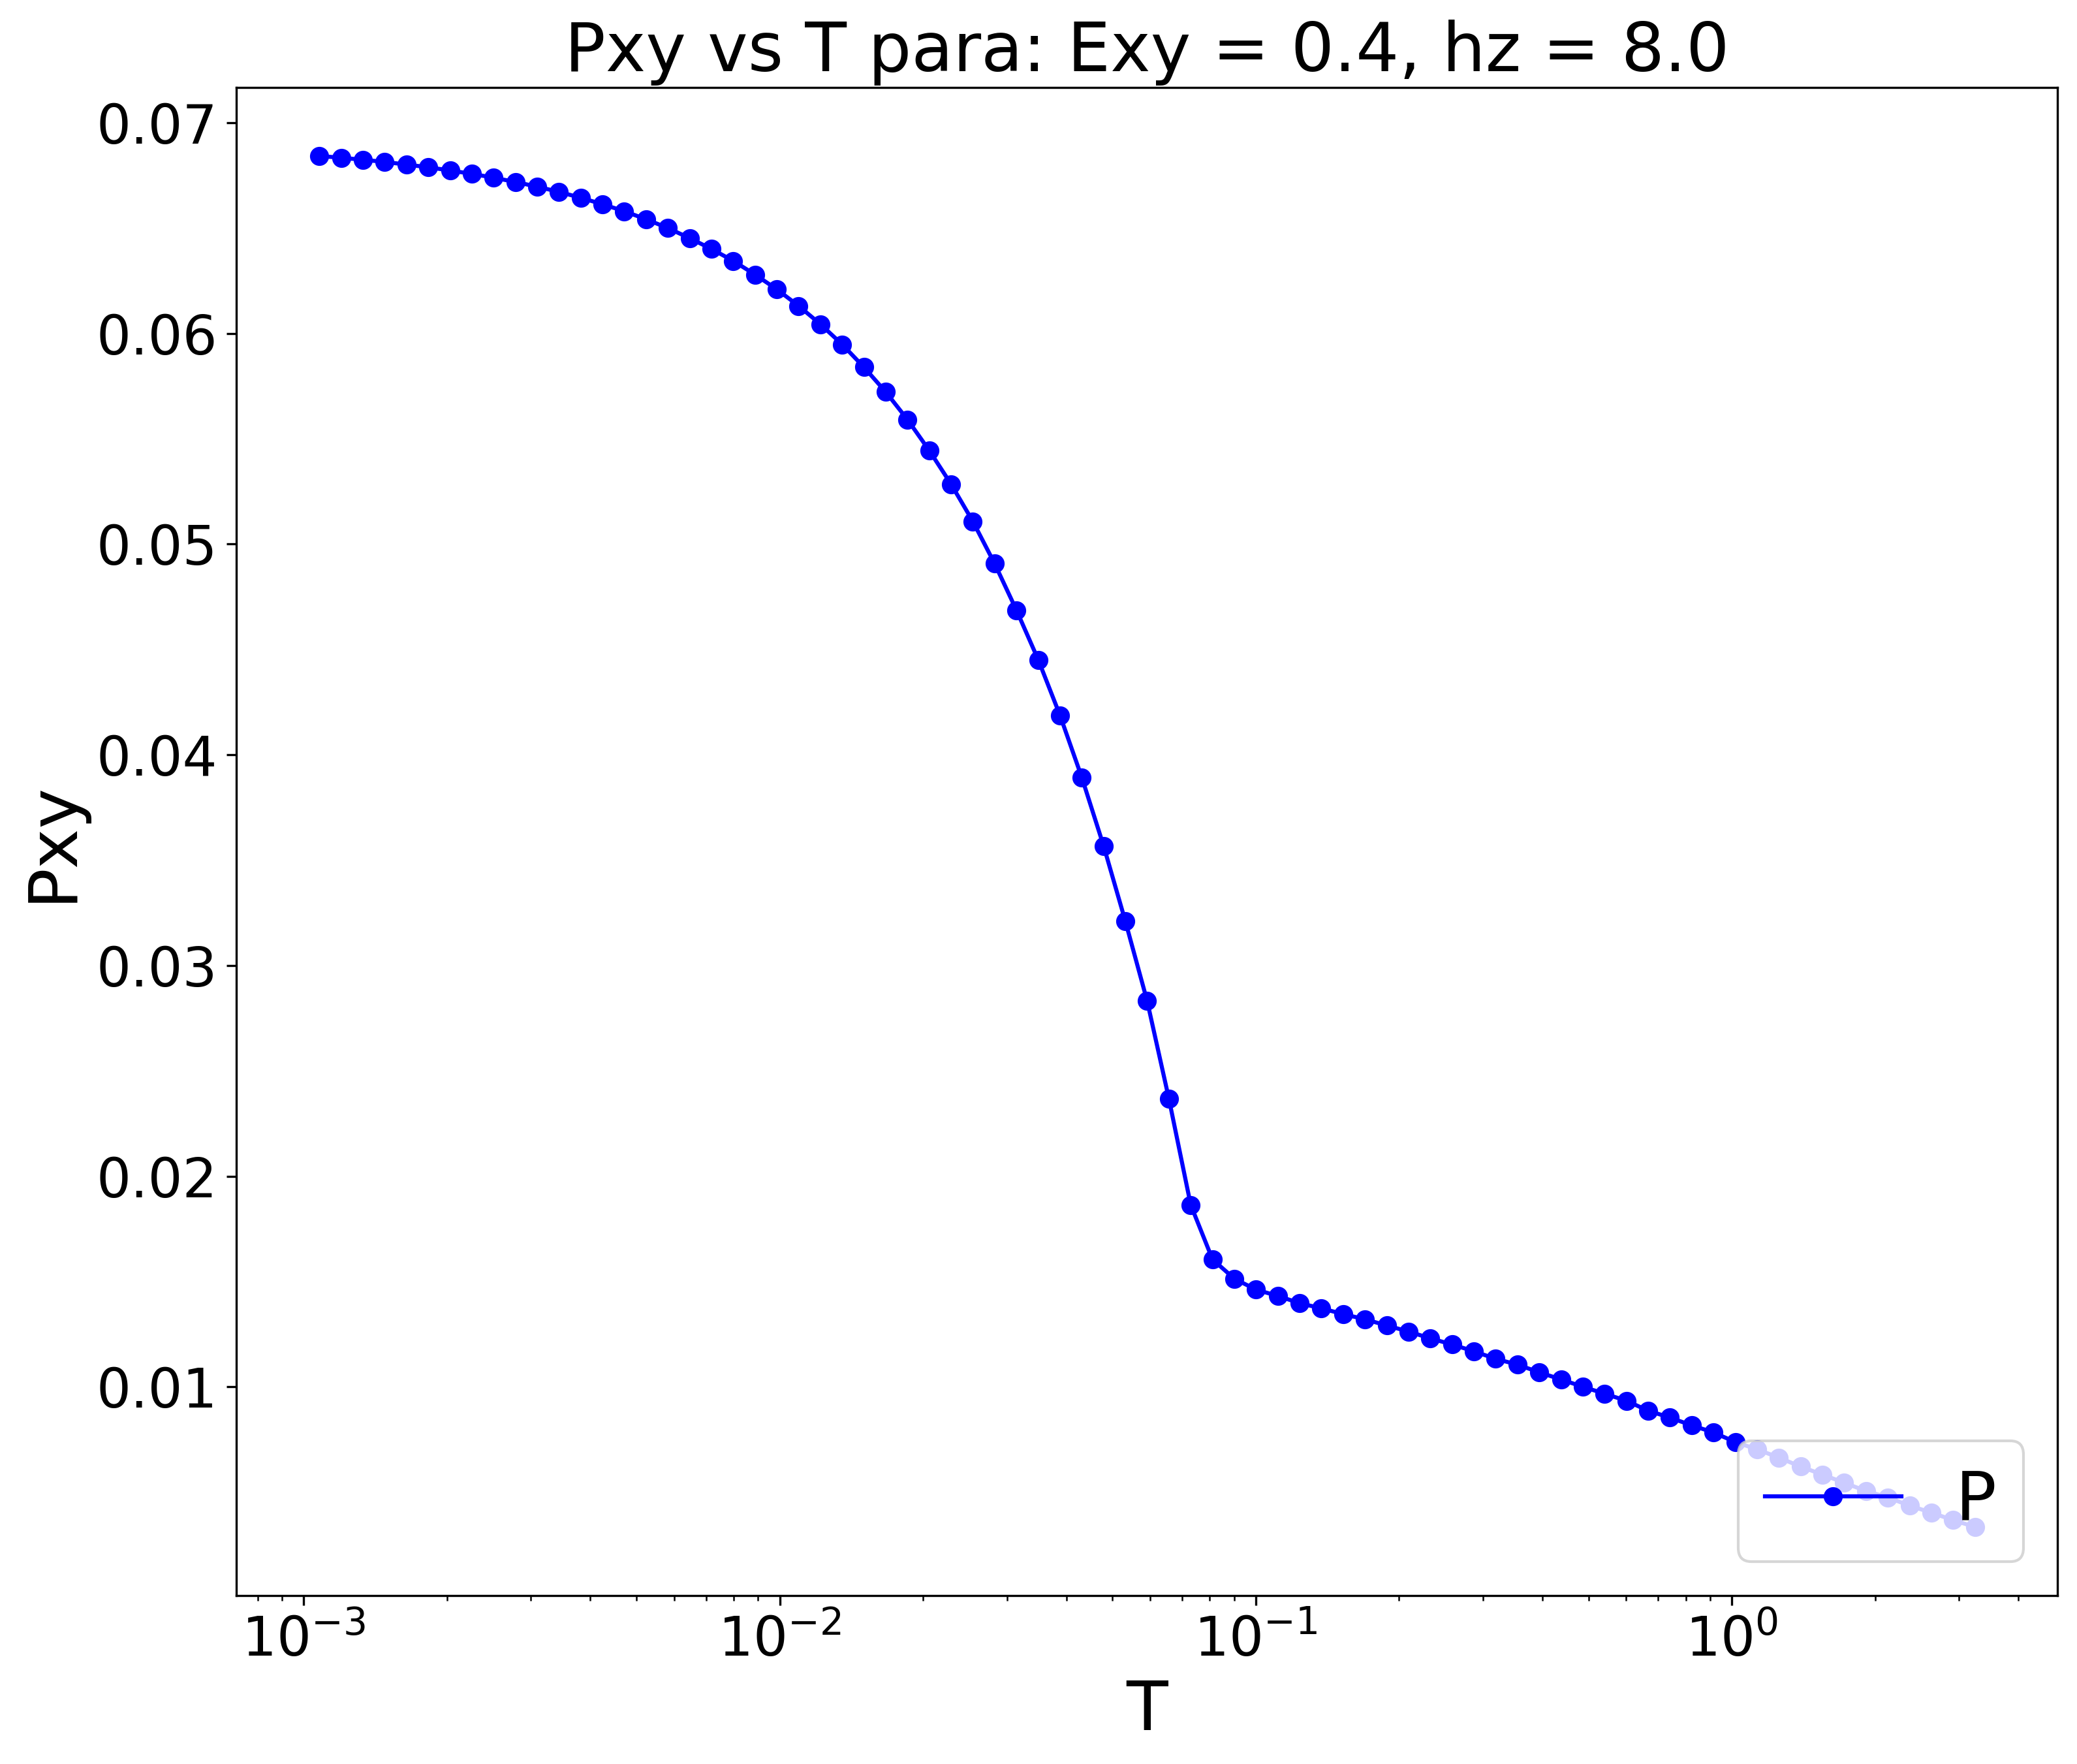 Pxy vs T para: Exy = 0.4, hz = 8.0
0.07
0.06
0.05
0.04
0.03
0.02
0.01
Pxy
P
10⁻³ 10⁻² 10⁻¹ 10⁰
T